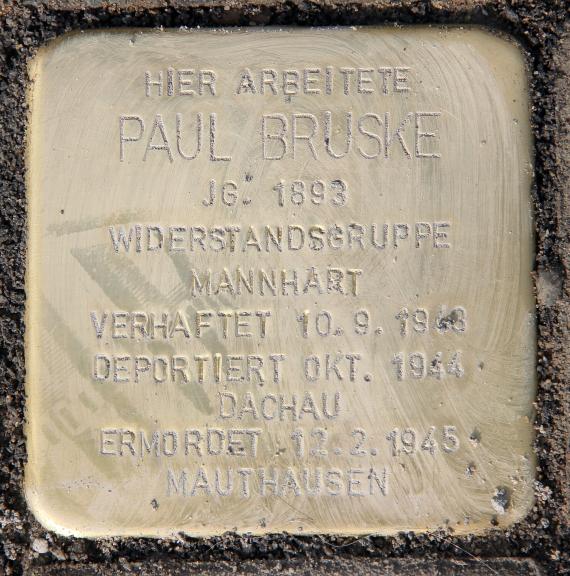 HIER ARBEITETE
PAUL BRUSKE
JG. 1893
WIDERSTANDSGRUPPE
MANNHART
VERHAFTET 10.9.1943
DEPORTIERT OKT. 1944
DACHAU
ERMORDET 12.2.1945
MAUTHAUSEN